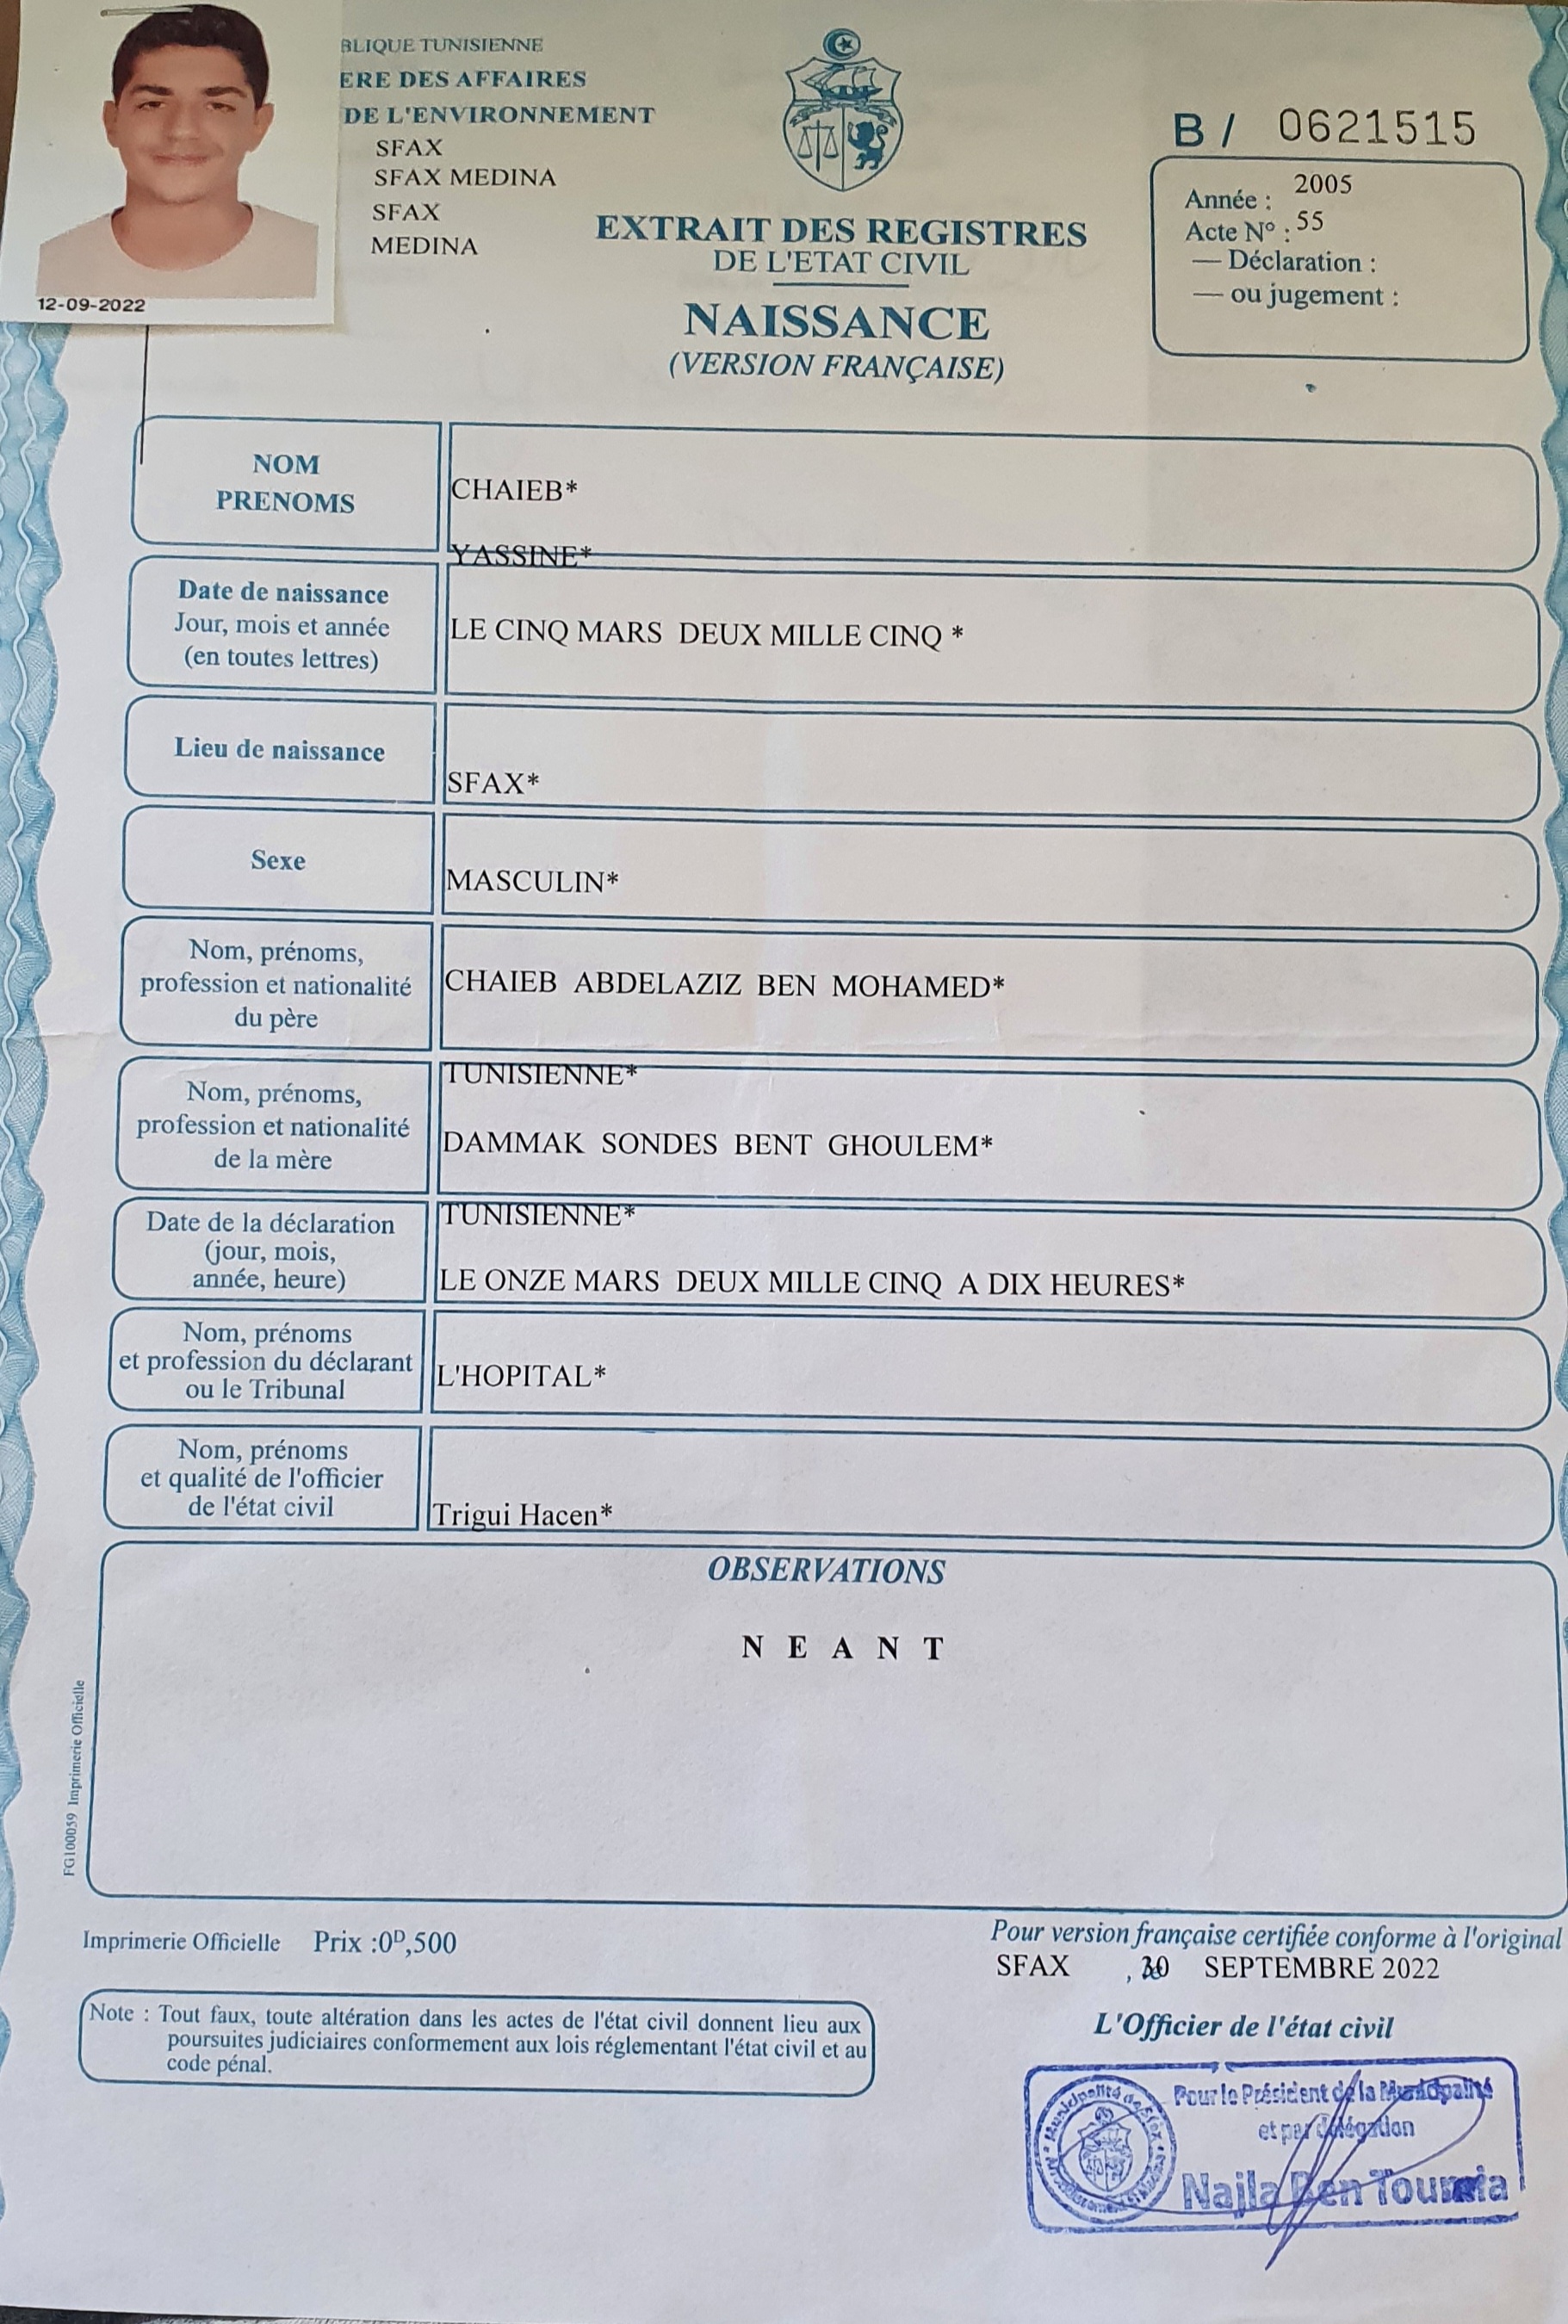 BLIQUE TUNISIENNE
ERE DES AFFAIRES
DE L'ENVIRONNEMENT
SFAX
SFAX MEDINA
SFAX
MEDINA
12-09-2022
B / 0621515
Année : 2005
Acte N° : 55
— Déclaration :
— ou jugement :
EXTRAIT DES REGISTRES
DE L'ETAT CIVIL
NAISSANCE
(VERSION FRANÇAISE)
NOM
PRENOMS
CHAIEB*
YASSINE*
Date de naissance
Jour, mois et année
(en toutes lettres)
LE CINQ MARS DEUX MILLE CINQ *
Lieu de naissance
SFAX*
Sexe
MASCULIN*
Nom, prénoms,
profession et nationalité
du père
CHAIEB ABDELAZIZ BEN MOHAMED*
TUNISIENNE*
Nom, prénoms,
profession et nationalité
de la mère
DAMMAK SONDES BENT GHOULEM*
TUNISIENNE*
Date de la déclaration
(jour, mois,
année, heure)
LE ONZE MARS DEUX MILLE CINQ A DIX HEURES*
Nom, prénoms
et profession du déclarant
ou le Tribunal
L'HOPITAL*
Nom, prénoms
et qualité de l'officier
de l'état civil
Trigui Hacen*
OBSERVATIONS
N E A N T
FG100059 Imprimerie Officielle
Imprimerie Officielle Prix :0ᴰ,500
Pour version française certifiée conforme à l'original
SFAX , SEPTEMBRE 2022
Note : Tout faux, toute altération dans les actes de l'état civil donnent lieu aux
poursuites judiciaires conformement aux lois réglementant l'état civil et au
code pénal.
L'Officier de l'état civil
Pour le Président de la Municipalité
et par délégation
Najla Ben
Municipalité de Sfax